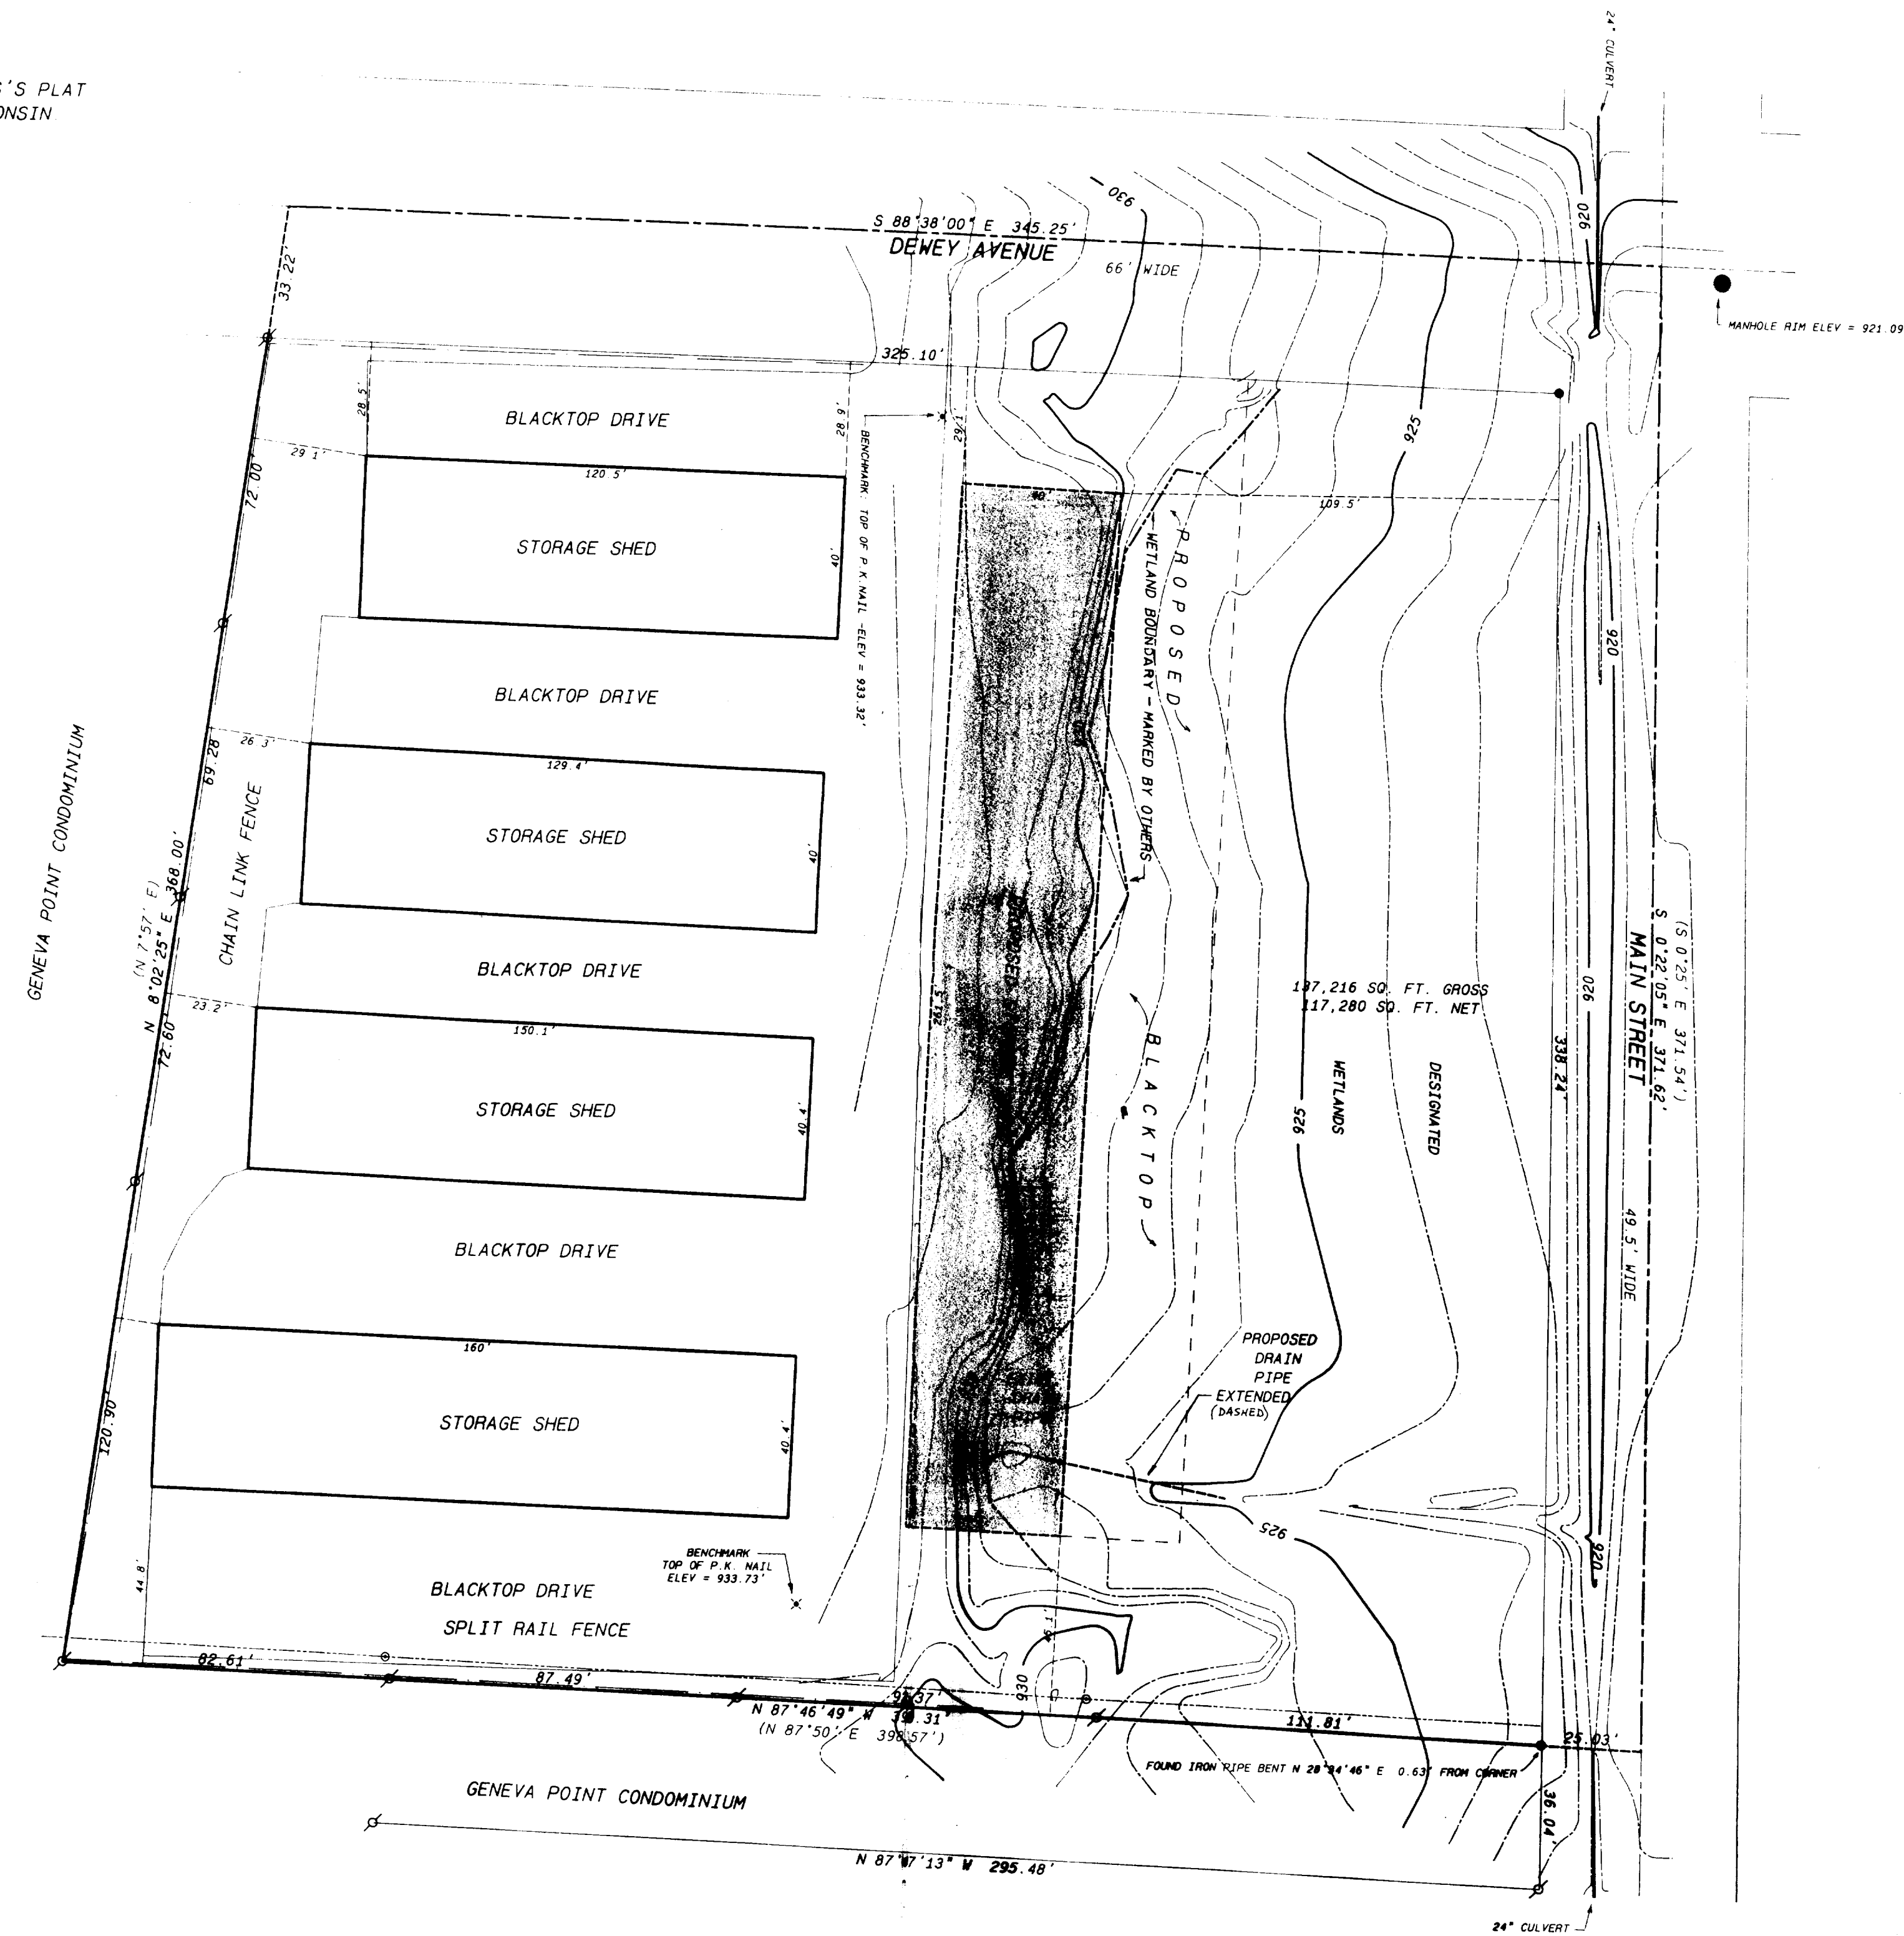 'S PLAT
ONSIN
24" CULVERT
S 88°38'00" E 345.25'
DEWEY AVENUE
66' WIDE
930
920
MANHOLE RIM ELEV = 921.09
33.22'
325.10'
28.5'
BLACKTOP DRIVE
28.9'
29.1'
BENCHMARK TOP OF P.K.NAIL -ELEV = 933.32'
925
29.1'
72.00'
120.5'
STORAGE SHED
40'
40'
109.5'
PROPOSED
WETLAND BOUNDARY - MARKED BY OTHERS
920
BLACKTOP DRIVE
69.28'
26.3'
129.4'
STORAGE SHED
40'
CHAIN LINK FENCE
GENEVA POINT CONDOMINIUM
(N 7°57' E)
N 8°02'25" E 368.00'
BLACKTOP DRIVE
PROPOSED
137,216 SQ. FT. GROSS
117,280 SQ. FT. NET
920
MAIN STREET
S 0°22'05" E 371.62'
(S 0°25' E 371.54')
23.2'
72.60'
150.1'
STORAGE SHED
40.4'
BLACKTOP
925
WETLANDS
DESIGNATED
338.24'
49.5' WIDE
BLACKTOP DRIVE
160'
STORAGE SHED
40.4'
120.90'
PROPOSED
DRAIN
PIPE
EXTENDED
(DASHED)
925
920
BENCHMARK
TOP OF P.K. NAIL
ELEV = 933.73'
44.8'
BLACKTOP DRIVE
SPLIT RAIL FENCE
930
82.61'
87.49'
N 87°46'49" W
(N 87°50' E 398.57')
111.81'
25.03'
FOUND IRON PIPE BENT N E 0.63' FROM CORNER
36.04'
GENEVA POINT CONDOMINIUM
W 295.48'
24" CULVERT